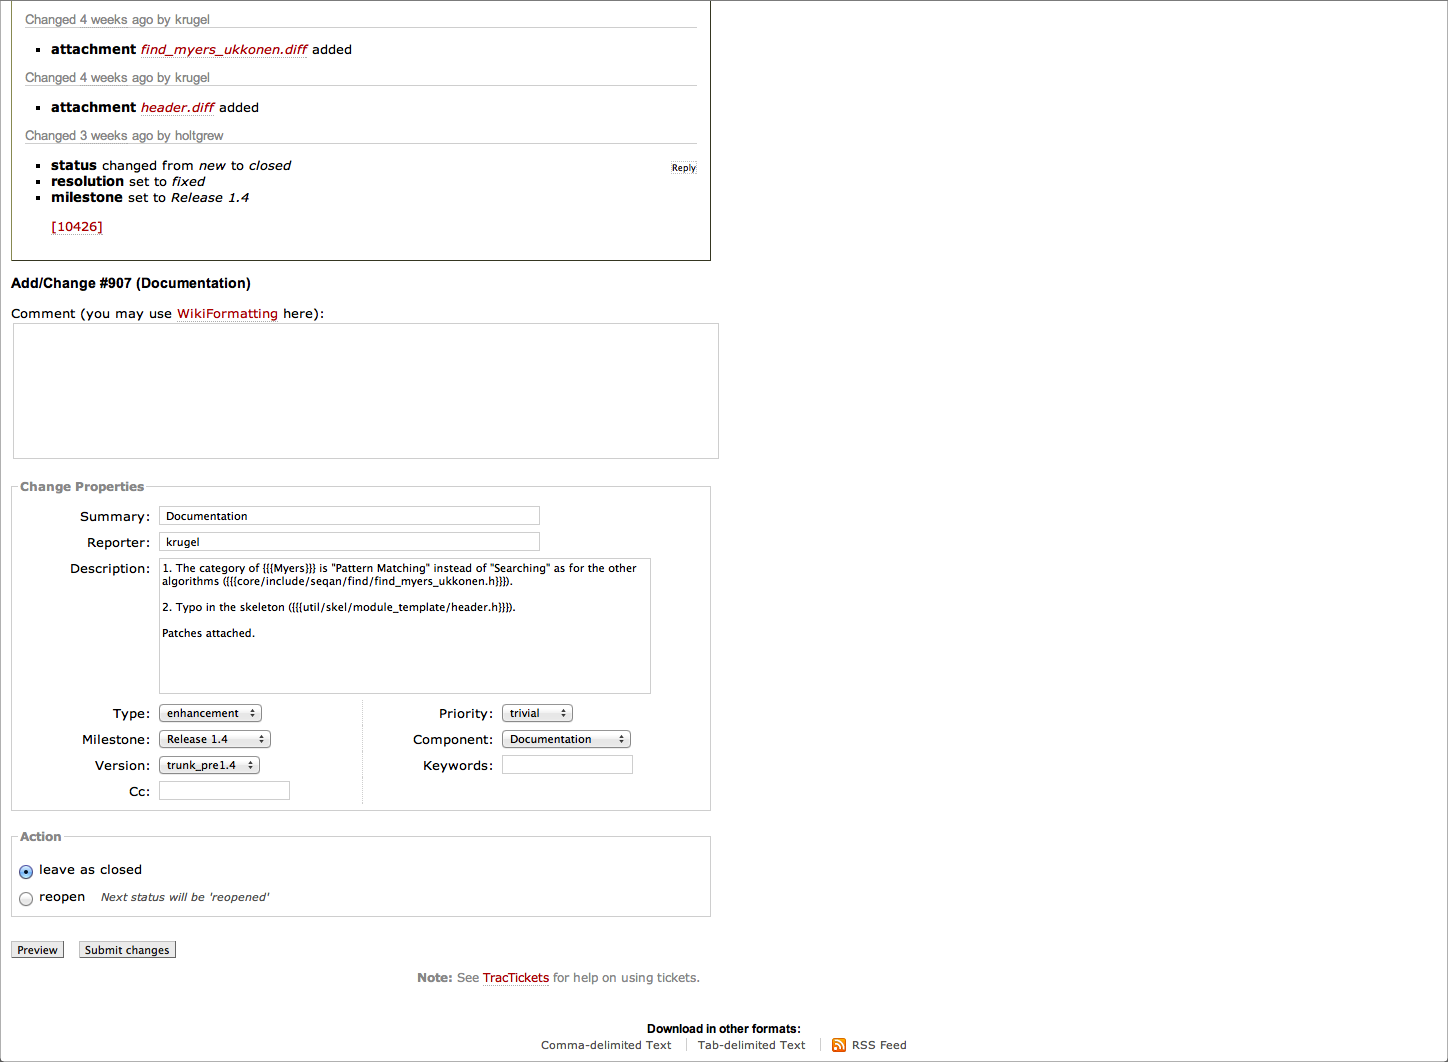 Changed 4 weeks ago by krugel
attachment find_myers_ukkonen.diff added
Changed 4 weeks ago by krugel
attachment header.diff added
Changed 3 weeks ago by holtgrew
status changed from new to closed
Reply
resolution set to fixed
milestone set to Release 1.4
[10426]
Add/Change #907 (Documentation)
Comment (you may use WikiFormatting here):
Change Properties
Summary: Documentation
Reporter: krugel
Description: 1. The category of {{{Myers}}} is "Pattern Matching" instead of "Searching" as for the other
algorithms ({{{core/include/seqan/find/find_myers_ukkonen.h}}}).
2. Typo in the skeleton ({{{util/skel/module_template/header.h}}}).
Patches attached.
Type: enhancement Priority: trivial
Milestone: Release 1.4 Component: Documentation
Version: trunk_pre1.4 Keywords:
Cc:
Action
leave as closed
reopen Next status will be 'reopened'
Preview Submit changes
Note: See TracTickets for help on using tickets.
Download in other formats:
Comma-delimited Text Tab-delimited Text RSS Feed